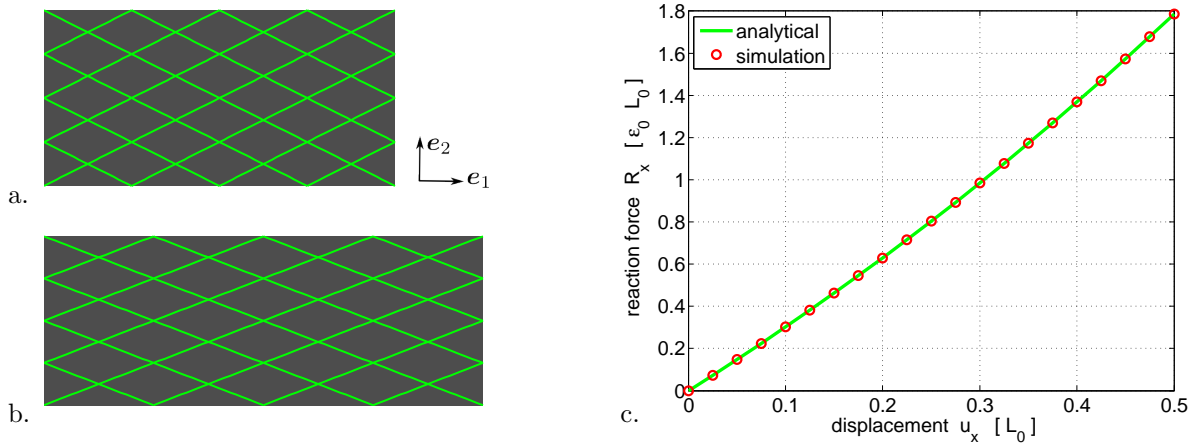 a.
e₂
e₁
b.
c.
reaction force R_x [ε₀ L₀]
1.8
1.6
1.4
1.2
1
0.8
0.6
0.4
0.2
0
analytical
simulation
0 0.1 0.2 0.3 0.4 0.5
displacement u_x [L₀]